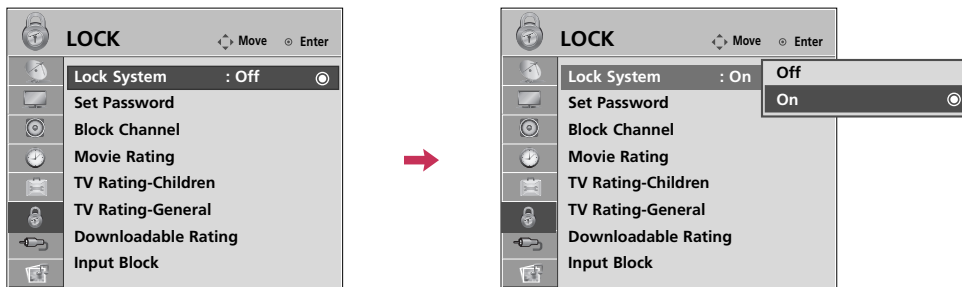 LOCK Move Enter
Lock System : Off
Set Password
Block Channel
Movie Rating
TV Rating-Children
TV Rating-General
Downloadable Rating
Input Block
LOCK Move Enter
Lock System : On
Off
On
Set Password
Block Channel
Movie Rating
TV Rating-Children
TV Rating-General
Downloadable Rating
Input Block